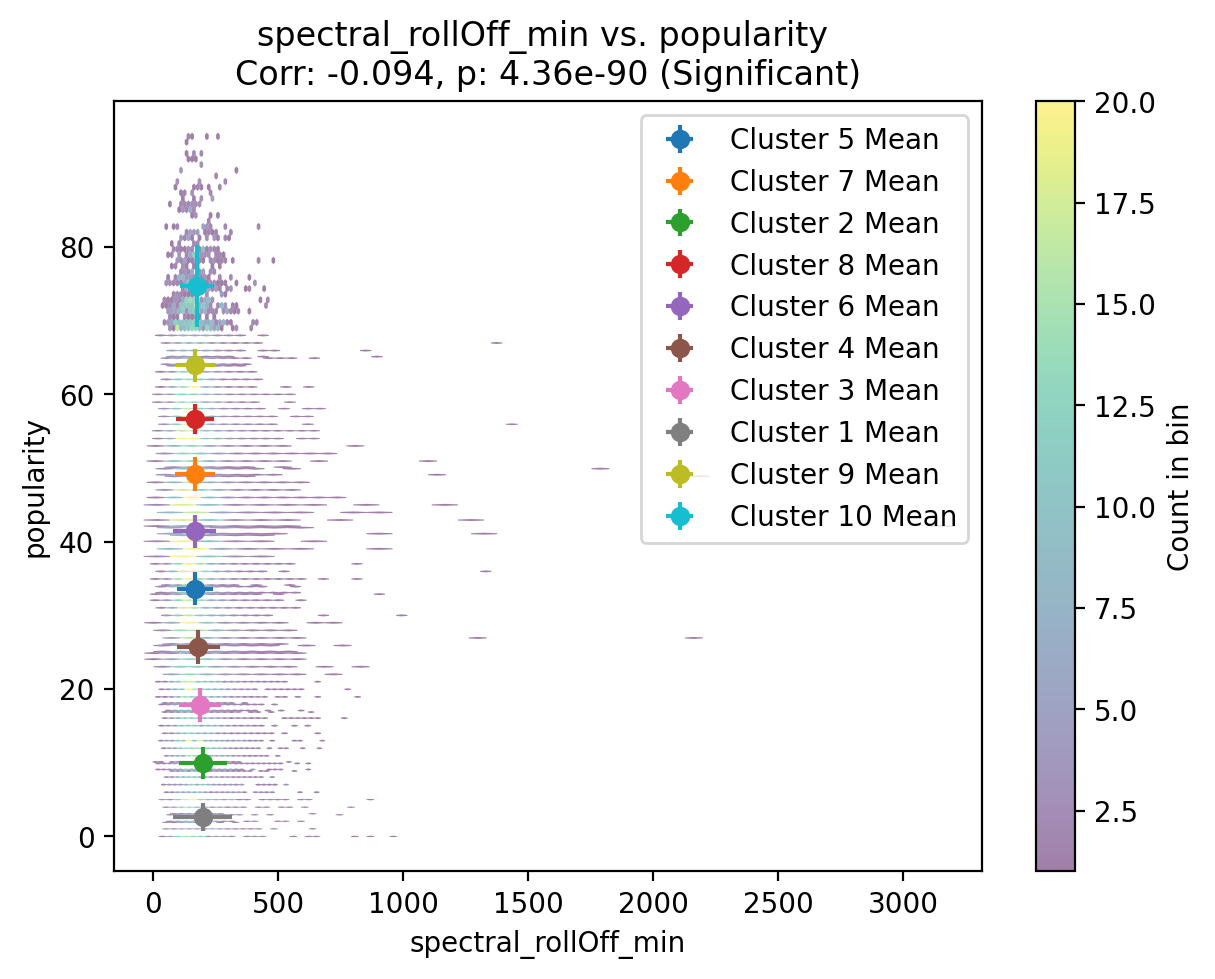 spectral_rollOff_min vs. popularity
Corr: -0.094, p: 4.36e-90 (Significant)
popularity
80
60
40
20
0
Cluster 5 Mean
Cluster 7 Mean
Cluster 2 Mean
Cluster 8 Mean
Cluster 6 Mean
Cluster 4 Mean
Cluster 3 Mean
Cluster 1 Mean
Cluster 9 Mean
Cluster 10 Mean
0 500 1000 1500 2000 2500 3000
spectral_rollOff_min
20.0
17.5
15.0
12.5
10.0
7.5
5.0
2.5
Count in bin